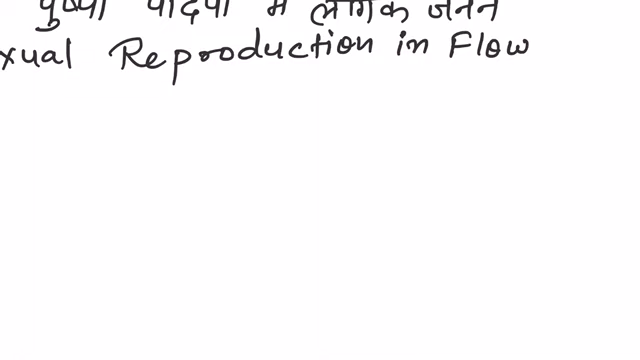 पुष्पी पादपों में लैंगिक जनन
xual Reproduction in Flow